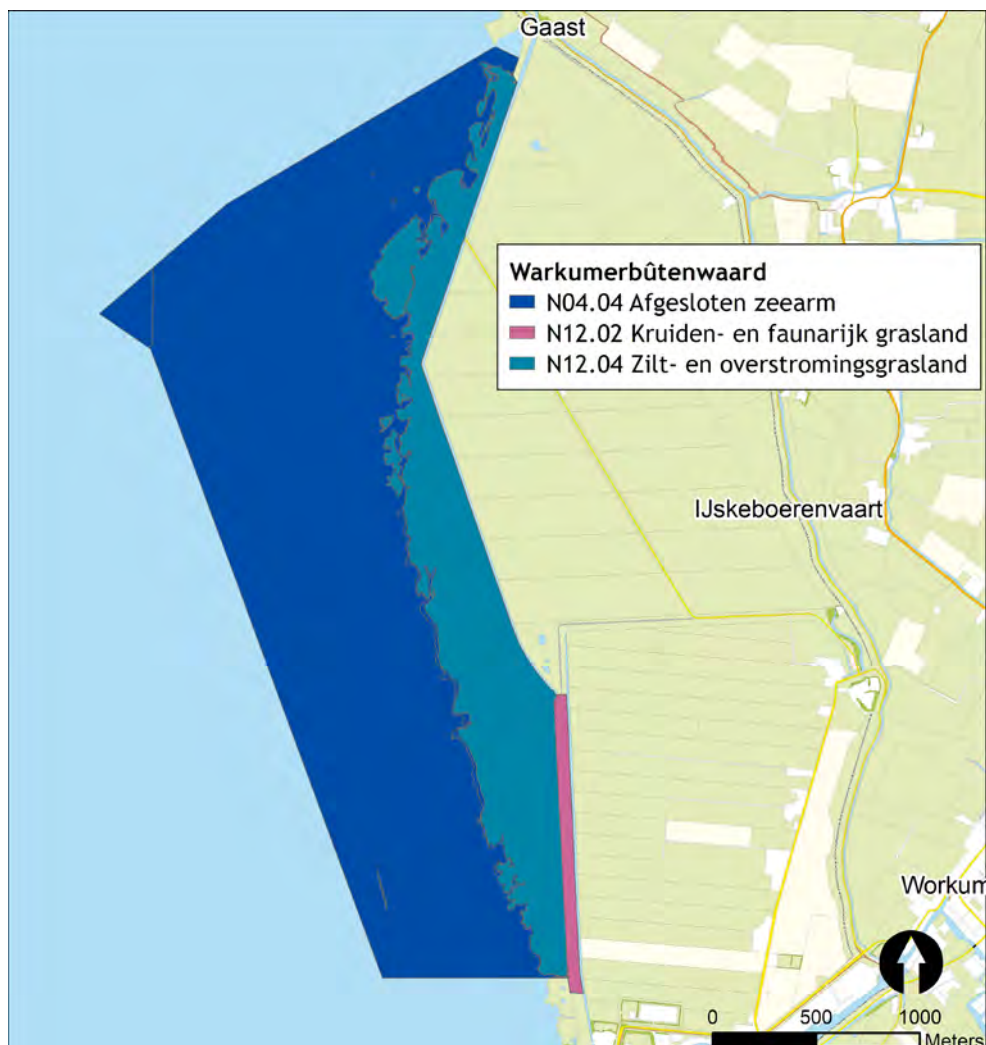 Gaast
Warkumerbûtenwaard
N04.04 Afgesloten zeearm
N12.02 Kruiden- en faunarijk grasland
N12.04 Zilt- en overstromingsgrasland
IJskeboerenvaart
Workum
0 500 1000
Meters